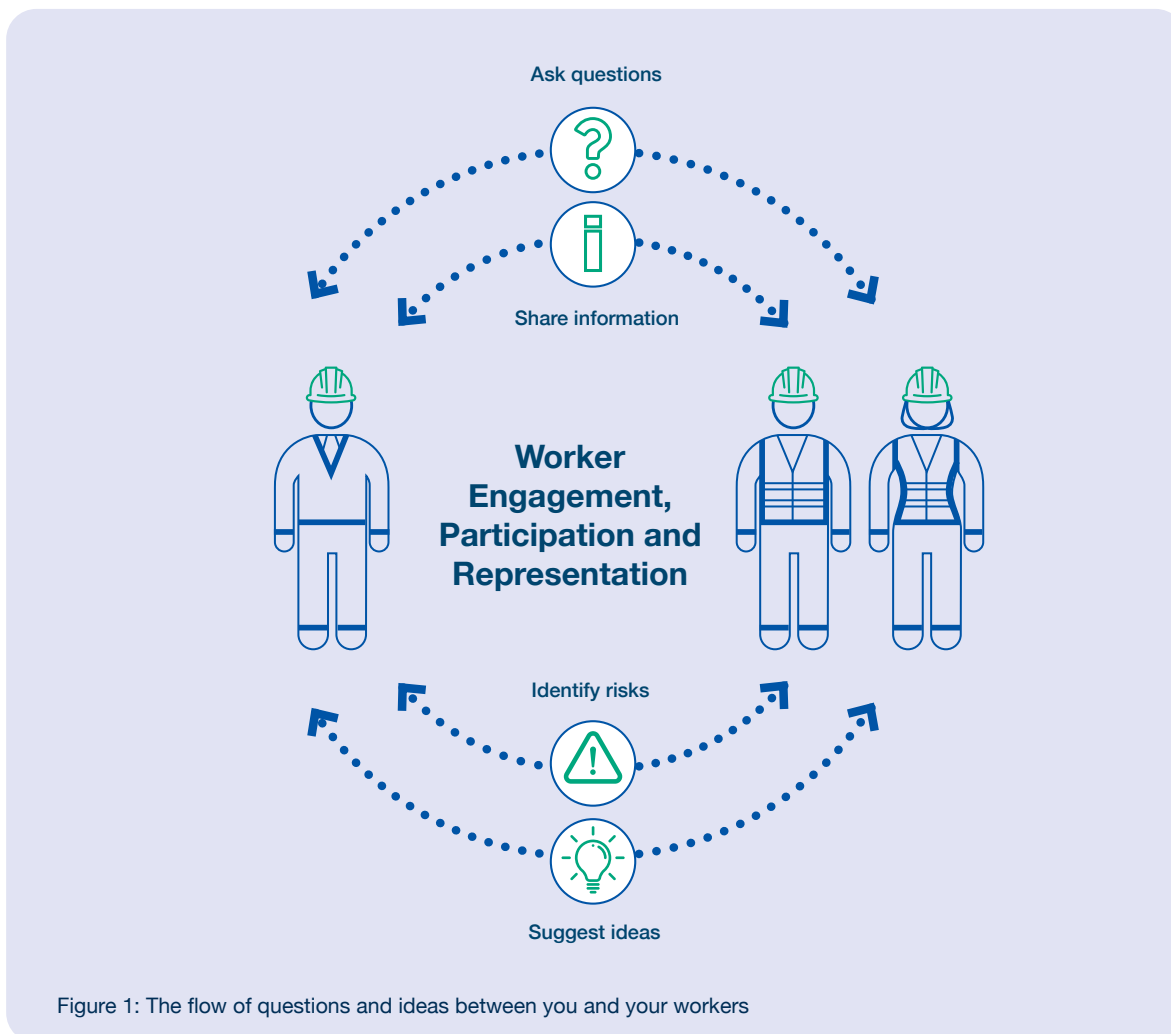 Ask questions
Share information
Worker
Engagement,
Participation and
Representation
Identify risks
Suggest ideas
Figure 1: The flow of questions and ideas between you and your workers